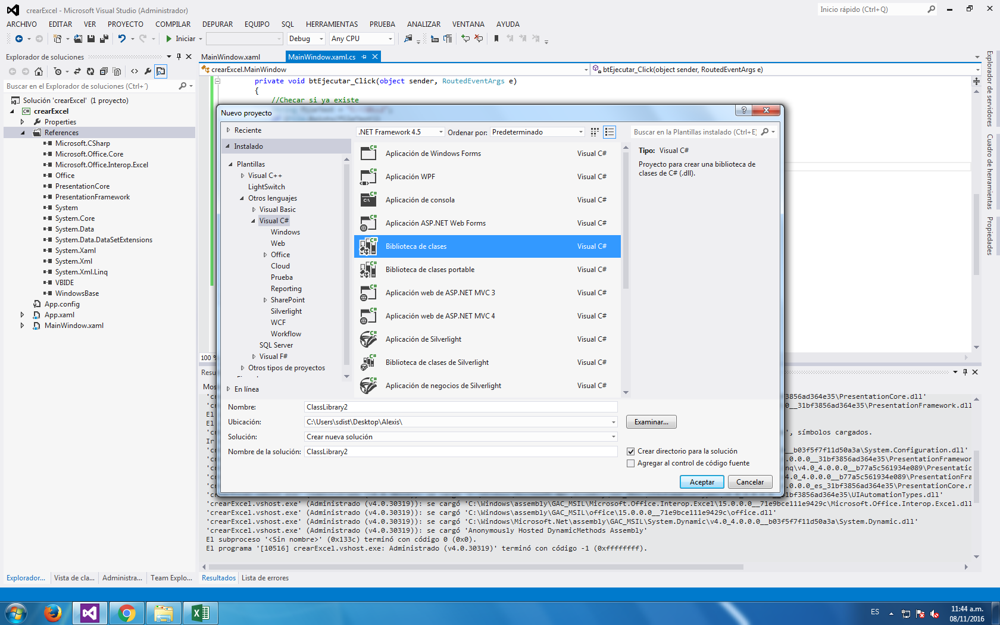 crearExcel - Microsoft Visual Studio (Administrador)
Inicio rápido (Ctrl+Q)
ARCHIVO EDITAR VER PROYECTO COMPILAR DEPURAR EQUIPO SQL HERRAMIENTAS PRUEBA ANALIZAR VENTANA AYUDA
Iniciar Debug Any CPU
Explorador de soluciones
Buscar en el Explorador de soluciones (Ctrl+´)
Solución 'crearExcel' (1 proyecto)
crearExcel
Properties
References
Microsoft.CSharp
Microsoft.Office.Core
Microsoft.Office.Interop.Excel
Office
PresentationCore
PresentationFramework
System
System.Core
System.Data
System.Data.DataSetExtensions
System.Xaml
System.Xml
System.Xml.Linq
VBIDE
WindowsBase
App.config
App.xaml
MainWindow.xaml
Explorador... Vista de cla... Administra... Team Explo...
MainWindow.xaml MainWindow.xaml.cs
crearExcel.MainWindow btEjecutar_Click(object sender, RoutedEventArgs e)
private void btEjecutar_Click(object sender, RoutedEventArgs e)
{
//Checar si ya existe
100 %
Nuevo proyecto
Reciente
Instalado
Plantillas
Visual C++
LightSwitch
Otros lenguajes
Visual Basic
Visual C#
Windows
Web
Office
Cloud
Prueba
Reporting
SharePoint
Silverlight
WCF
Workflow
SQL Server
Visual F#
Otros tipos de proyectos
En línea
.NET Framework 4.5 Ordenar por: Predeterminado
Buscar en la Plantillas instalado (Ctrl+E)
Aplicación de Windows Forms Visual C#
Aplicación WPF Visual C#
Aplicación de consola Visual C#
Aplicación ASP.NET Web Forms Visual C#
Biblioteca de clases Visual C#
Biblioteca de clases portable Visual C#
Aplicación web de ASP.NET MVC 3 Visual C#
Aplicación web de ASP.NET MVC 4 Visual C#
Aplicación de Silverlight Visual C#
Biblioteca de clases de Silverlight Visual C#
Aplicación de negocios de Silverlight Visual C#
Tipo: Visual C#
Proyecto para crear una biblioteca de
clases de C# (.dll).
Nombre: ClassLibrary2
Ubicación: C:\Users\sdist\Desktop\Alexis\
Examinar...
Solución: Crear nueva solución
Nombre de la solución: ClassLibrary2
Crear directorio para la solución
Agregar al control de código fuente
Aceptar Cancelar
Explorador de servidores
Cuadro de herramientas
Propiedades
Resu
Mos
'cr 3856ad364e35\PresentationCore.dll'
'cr 0__31bf3856ad364e35\PresentationFramework.dll
El
El
'cr ', símbolos cargados.
In
'cr __b03f5f7f11d50a3a\System.Configuration.dll'
'cr .0.0.0__31bf3856ad364e35\PresentationFramewor
'cr nq\v4.0_4.0.0.0__b77a5c561934e089\Presentatic
'cr 4.0_4.0.0.0__b77a5c561934e089\PresentationFra
'cr .0.0.0_es_31bf3856ad364e35\PresentationCore.r
31bf3856ad364e35\UIAutomationTypes.dll'
'crearExcel.vshost.exe' (Administrado (v4.0.30319)): se cargó 'C:\Windows\assembly\GAC_MSIL\Microsoft.Office.Interop.Excel\15.0.0.0__71e9bce111e9429c\Microsoft.Office.Interop.Excel.dll
'crearExcel.vshost.exe' (Administrado (v4.0.30319)): se cargó 'C:\Windows\assembly\GAC_MSIL\office\15.0.0.0__71e9bce111e9429c\office.dll'
'crearExcel.vshost.exe' (Administrado (v4.0.30319)): se cargó 'C:\Windows\Microsoft.Net\assembly\GAC_MSIL\System.Dynamic\v4.0_4.0.0.0__b03f5f7f11d50a3a\System.Dynamic.dll'
'crearExcel.vshost.exe' (Administrado (v4.0.30319)): se cargó 'Anonymously Hosted DynamicMethods Assembly'
El subproceso '<Sin nombre>' (0x133c) terminó con código 0 (0x0).
El programa '[10516] crearExcel.vshost.exe: Administrado (v4.0.30319)' terminó con código -1 (0xffffffff).
Resultados Lista de errores
ES
11:44 a.m.
08/11/2016